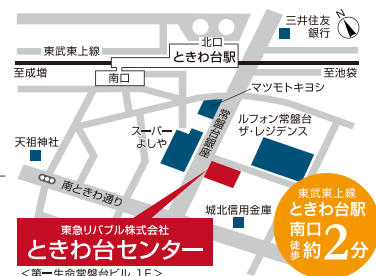 三井住友
銀行
N
北口
東武東上線
ときわ台駅
至成増
南口
至池袋
マツモトキヨシ
常盤台銀座
スーパー
よしや
ルフォン常盤台
ザ・レジデンス
天祖神社
南ときわ通り
城北信用金庫
東急リバブル株式会社
ときわ台センター
＜第一生命常盤台ビル 1F＞
東武東上線
ときわ台駅
南口
徒歩約2分